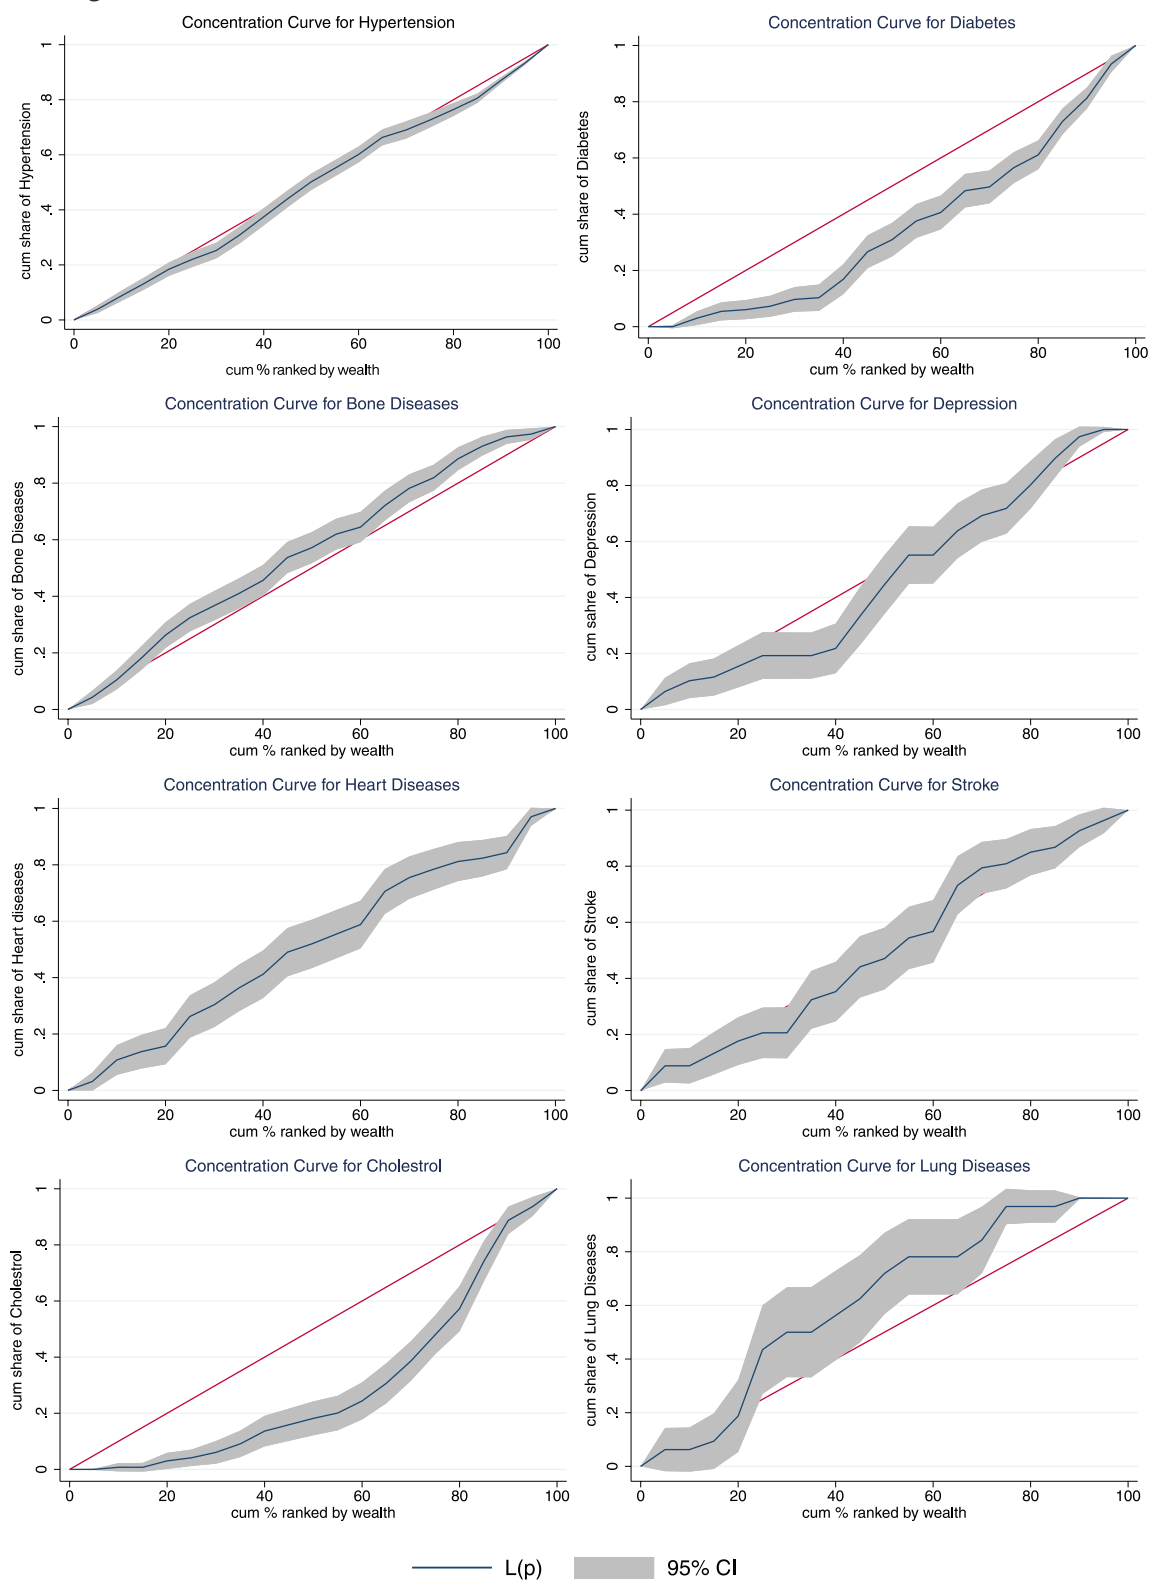 Concentration Curve for Hypertension
cum share of Hypertension
0 .2 .4 .6 .8 1
0 20 40 60 80 100
cum % ranked by wealth
Concentration Curve for Diabetes
cum share of Diabetes
0 .2 .4 .6 .8 1
0 20 40 60 80 100
cum % ranked by wealth
Concentration Curve for Bone Diseases
cum share of Bone Diseases
0 .2 .4 .6 .8 1
0 20 40 60 80 100
cum % ranked by wealth
Concentration Curve for Depression
cum sahre of Depression
0 .2 .4 .6 .8 1
0 20 40 60 80 100
cum % ranked by wealth
Concentration Curve for Heart Diseases
cum share of Heart diseases
0 .2 .4 .6 .8 1
0 20 40 60 80 100
cum % ranked by wealth
Concentration Curve for Stroke
cum share of Stroke
0 .2 .4 .6 .8 1
0 20 40 60 80 100
cum % ranked by wealth
Concentration Curve for Cholestrol
cum share of Cholestrol
0 .2 .4 .6 .8 1
0 20 40 60 80 100
cum % ranked by wealth
Concentration Curve for Lung Diseases
cum share of Lung Diseases
0 .2 .4 .6 .8 1
0 20 40 60 80 100
cum % ranked by wealth
L(p)
95% CI